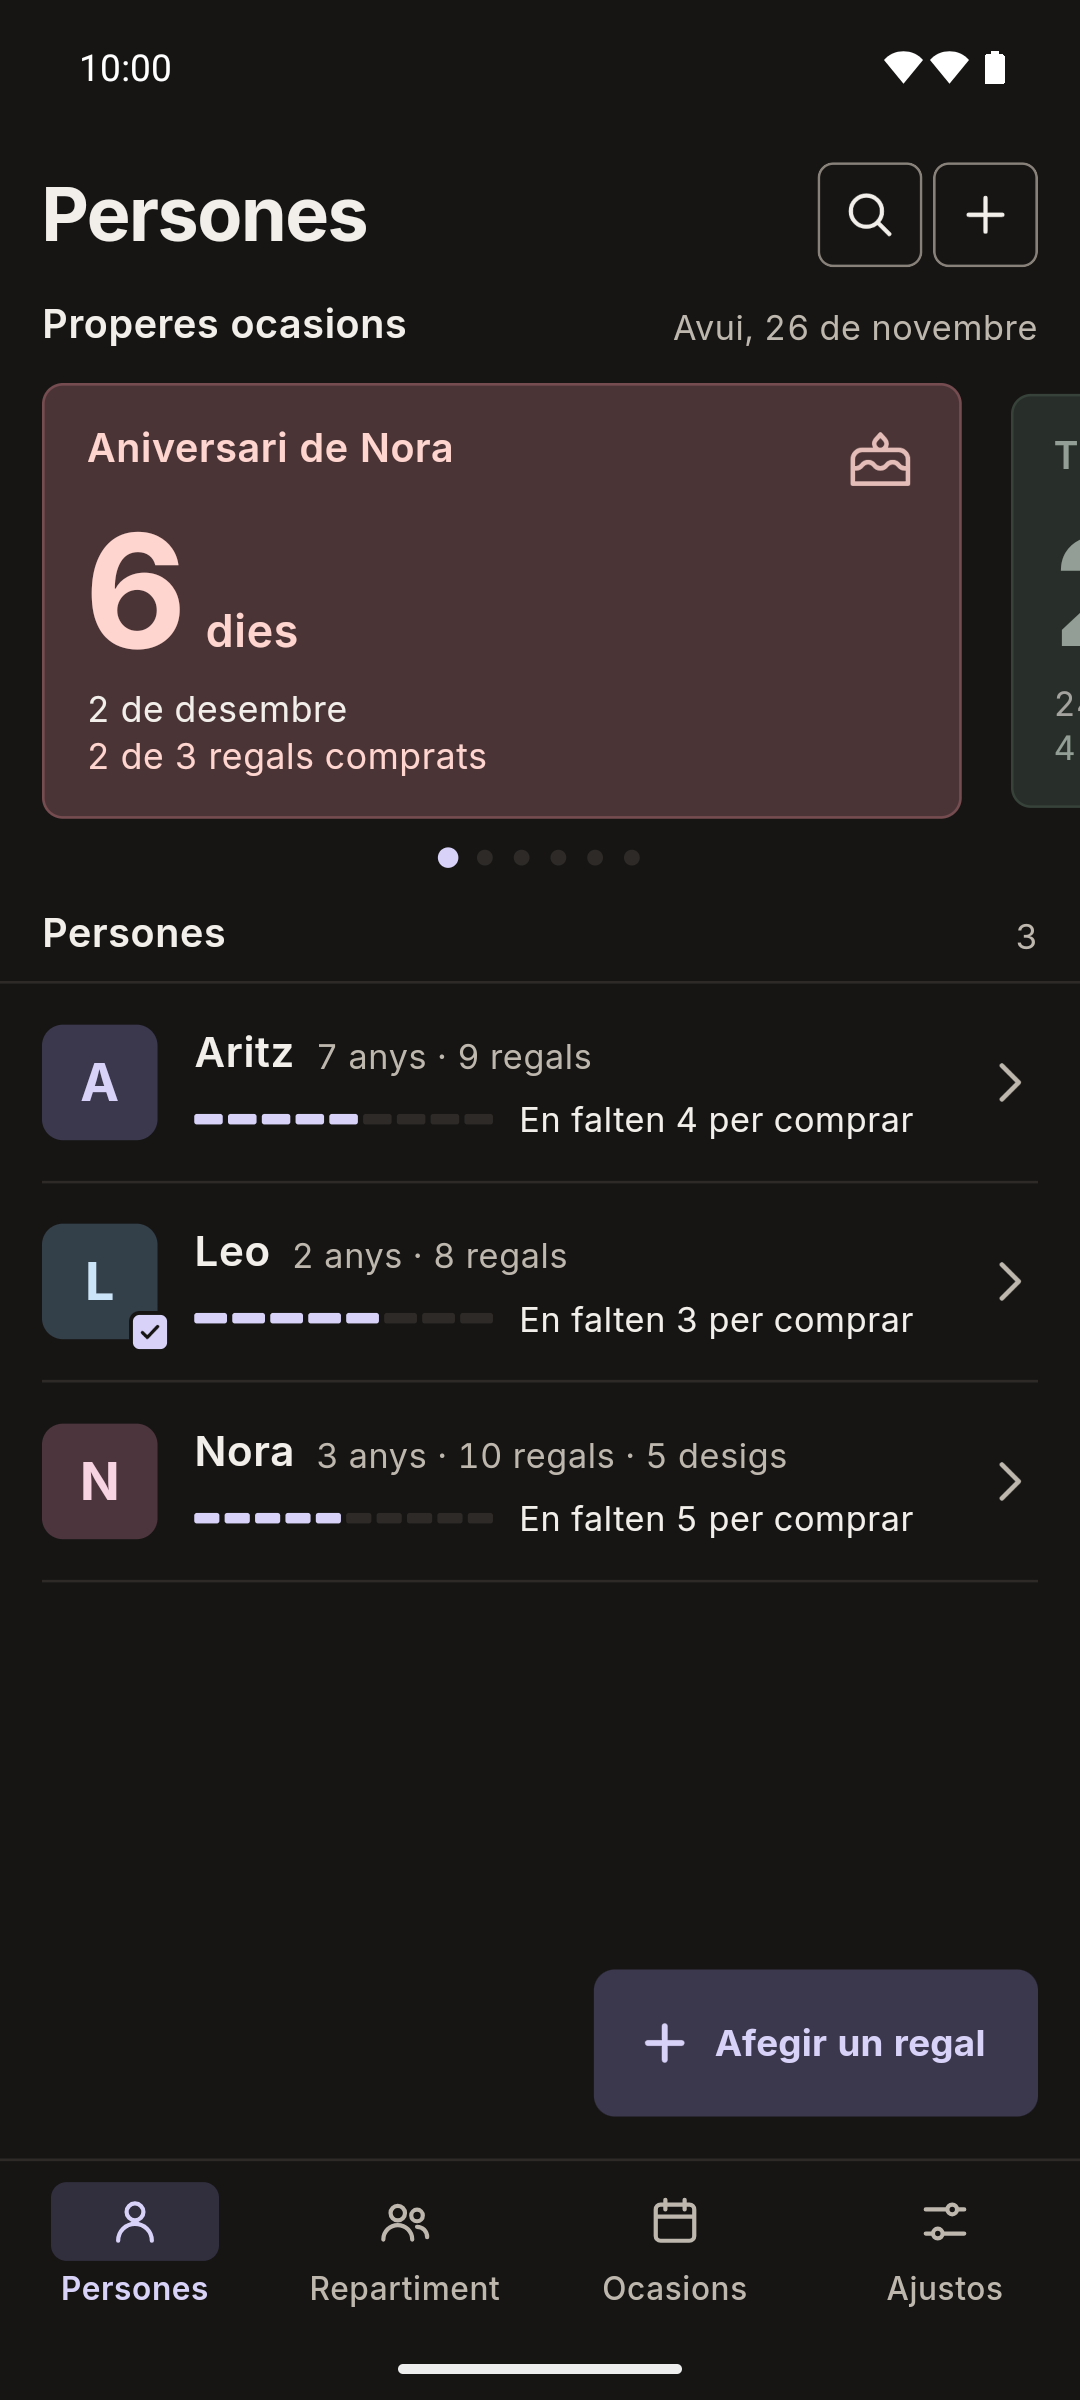 10:00
Persones
Properes ocasions
Avui, 26 de novembre
Aniversari de Nora
6 dies
2 de desembre
2 de 3 regals comprats
Persones
3
A
Aritz 7 anys · 9 regals
En falten 4 per comprar
L
Leo 2 anys · 8 regals
En falten 3 per comprar
N
Nora 3 anys · 10 regals · 5 desigs
En falten 5 per comprar
Afegir un regal
Persones
Repartiment
Ocasions
Ajustos